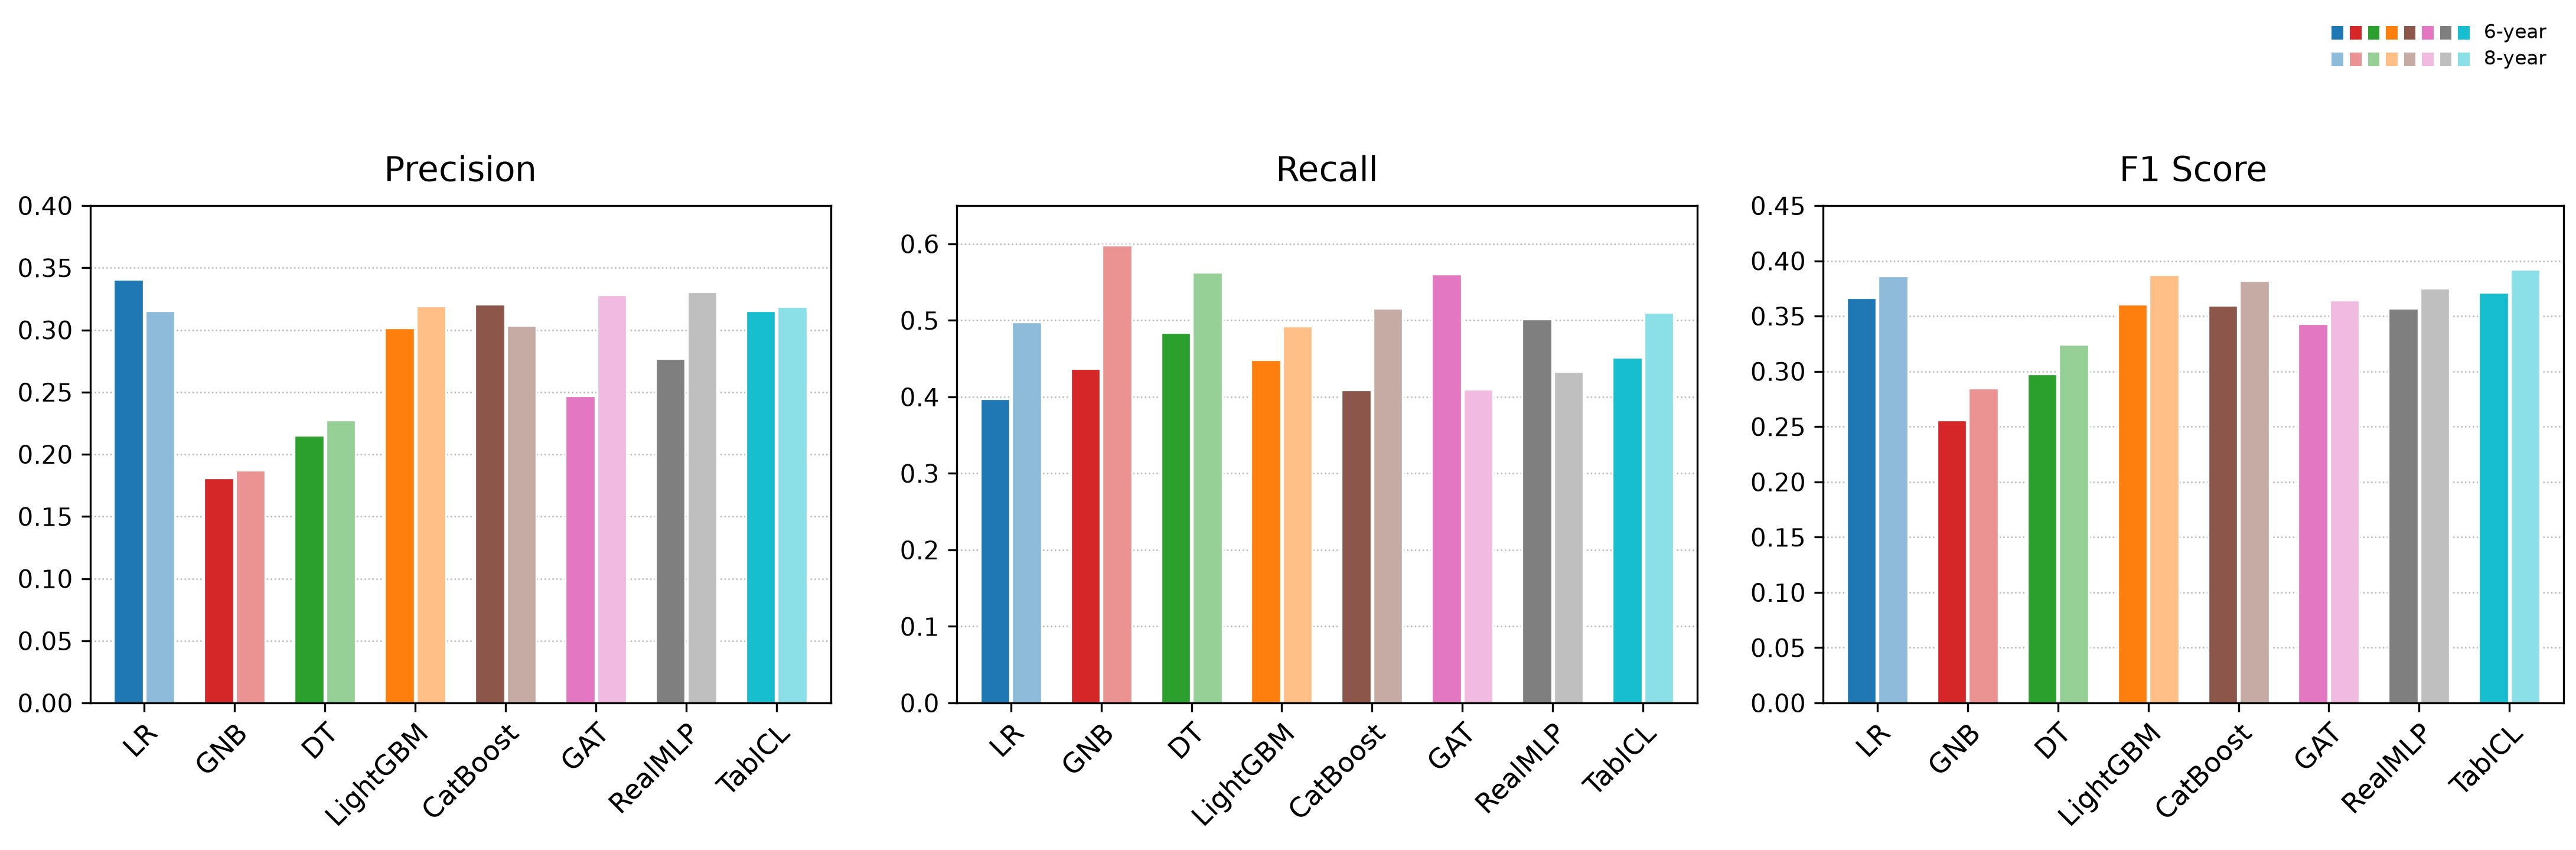 6-year
8-year
Precision
0.40
0.35
0.30
0.25
0.20
0.15
0.10
0.05
0.00
LR
GNB
DT
LightGBM
CatBoost
GAT
RealMLP
TabICL
Recall
0.6
0.5
0.4
0.3
0.2
0.1
0.0
LR
GNB
DT
LightGBM
CatBoost
GAT
RealMLP
TabICL
F1 Score
0.45
0.40
0.35
0.30
0.25
0.20
0.15
0.10
0.05
0.00
LR
GNB
DT
LightGBM
CatBoost
GAT
RealMLP
TabICL